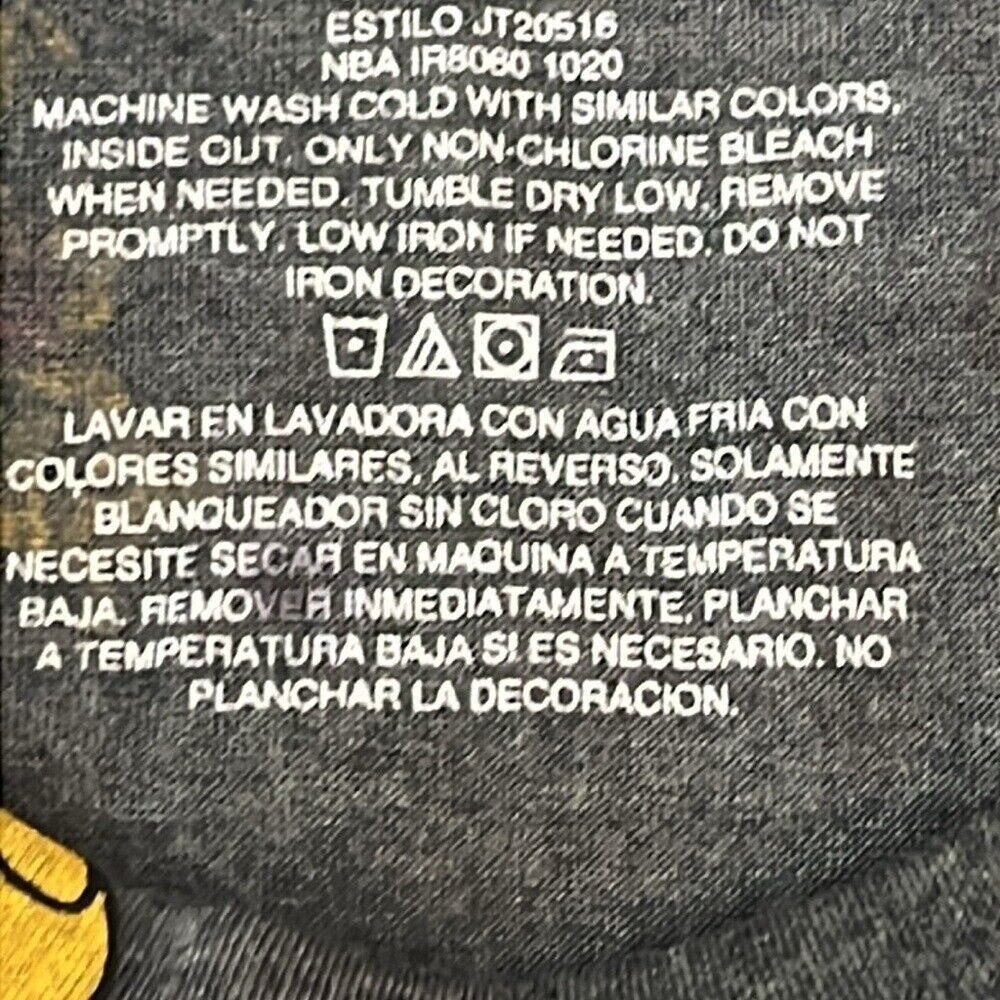 ESTILO JT20516
NBA IR8060 1020
MACHINE WASH COLD WITH SIMILAR COLORS,
INSIDE OUT. ONLY NON-CHLORINE BLEACH
WHEN NEEDED. TUMBLE DRY LOW. REMOVE
PROMPTLY. LOW IRON IF NEEDED. DO NOT
IRON DECORATION.
LAVAR EN LAVADORA CON AGUA FRIA CON
COLORES SIMILARES. AL REVERSO. SOLAMENTE
BLANQUEADOR SIN CLORO CUANDO SE
NECESITE SECAR EN MAQUINA A TEMPERATURA
BAJA. REMOVER INMEDIATAMENTE. PLANCHAR
A TEMPERATURA BAJA SI ES NECESARIO. NO
PLANCHAR LA DECORACION.